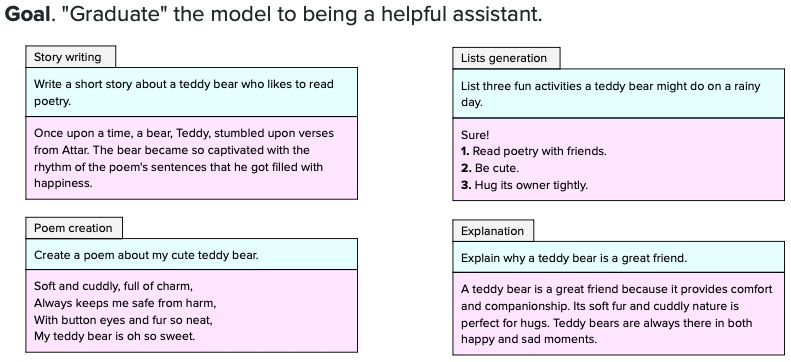 Goal. "Graduate" the model to being a helpful assistant.
Story writing
Write a short story about a teddy bear who likes to read
poetry.
Once upon a time, a bear, Teddy, stumbled upon verses
from Attar. The bear became so captivated with the
rhythm of the poem's sentences that he got filled with
happiness.
Lists generation
List three fun activities a teddy bear might do on a rainy
day.
Sure!
1. Read poetry with friends.
2. Be cute.
3. Hug its owner tightly.
Poem creation
Create a poem about my cute teddy bear.
Soft and cuddly, full of charm,
Always keeps me safe from harm,
With button eyes and fur so neat,
My teddy bear is oh so sweet.
Explanation
Explain why a teddy bear is a great friend.
A teddy bear is a great friend because it provides comfort
and companionship. Its soft fur and cuddly nature is
perfect for hugs. Teddy bears are always there in both
happy and sad moments.